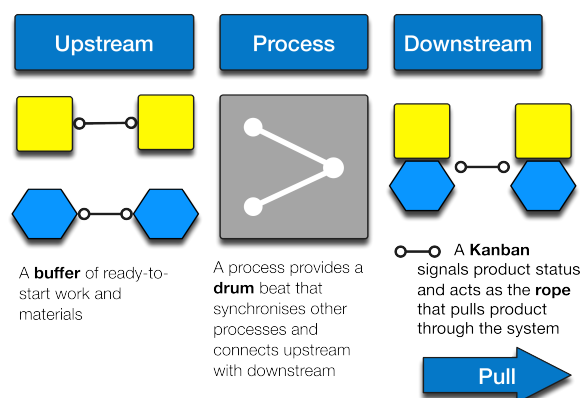 Upstream
Process
Downstream
A buffer of ready-to-
start work and
materials
A process provides a
drum beat that
synchronises other
processes and
connects upstream
with downstream
A Kanban
signals product status
and acts as the rope
that pulls product
through the system
Pull